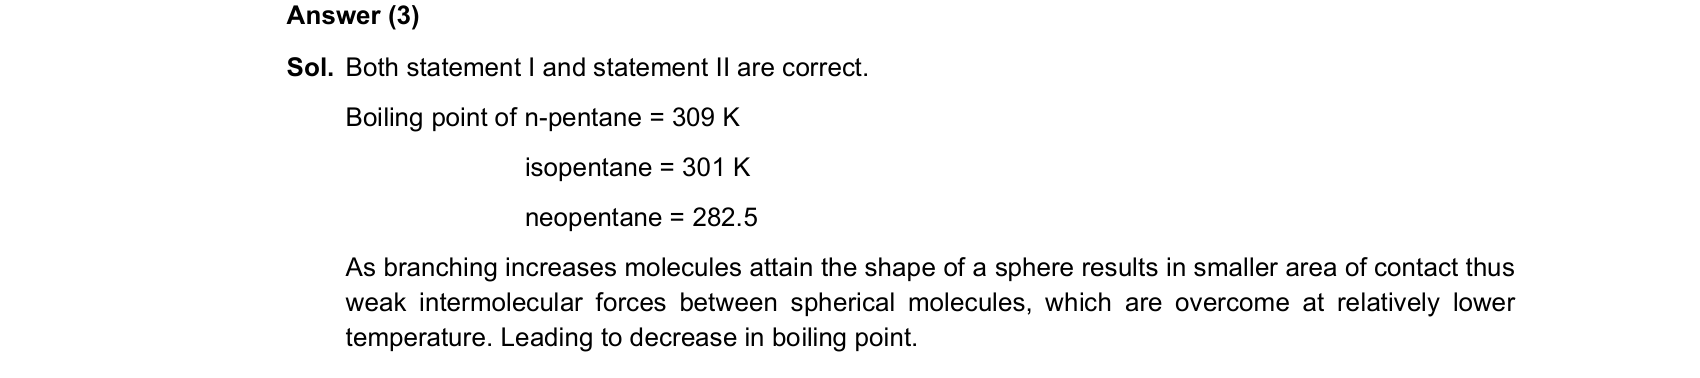 Answer (3)
Sol. Both statement I and statement II are correct.
Boiling point of n-pentane = 309 K
isopentane = 301 K
neopentane = 282.5
As branching increases molecules attain the shape of a sphere results in smaller area of contact thus
weak intermolecular forces between spherical molecules, which are overcome at relatively lower
temperature. Leading to decrease in boiling point.